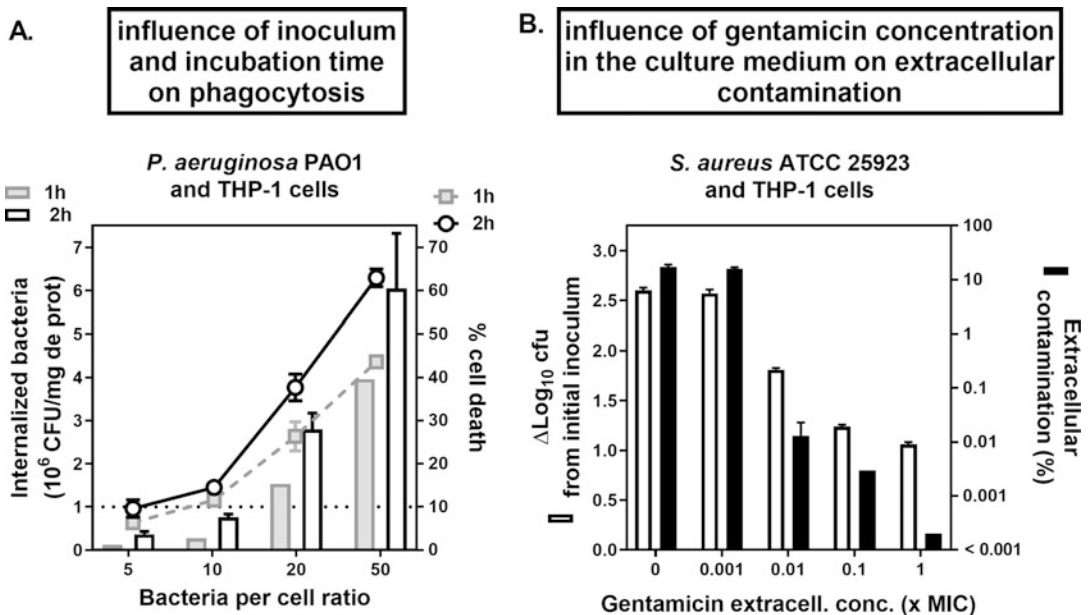 A.
influence of inoculum
and incubation time
on phagocytosis
P. aeruginosa PAO1
and THP-1 cells
1h
2h
1h
2h
Internalized bacteria
(10⁶ CFU/mg de prot)
7
6
5
4
3
2
1
0
70
60
50
40
30
20
10
0
% cell death
5 10 20 50
Bacteria per cell ratio
B.
influence of gentamicin concentration
in the culture medium on extracellular
contamination
S. aureus ATCC 25923
and THP-1 cells
ΔLog₁₀ cfu
from initial inoculum
3.0
2.5
2.0
1.5
1.0
0.5
0.0
100
10
1
0.1
0.01
0.001
< 0.001
Extracellular
contamination (%)
0 0.001 0.01 0.1 1
Gentamicin extracell. conc. (x MIC)